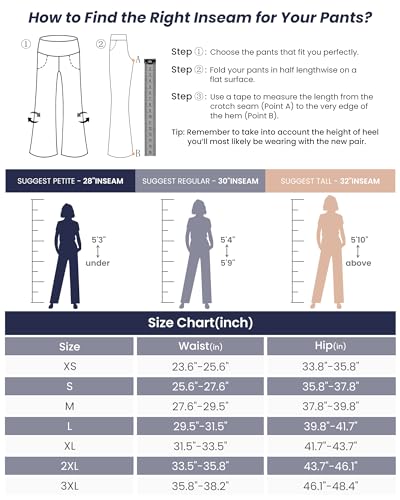 How to Find the Right Inseam for Your Pants?
①
②
A
B
Step ① : Choose the pants that fit you perfectly.
Step ② : Fold your pants in half lengthwise on a
flat surface.
Step ③ : Use a tape to measure the length from the
crotch seam (Point A) to the very edge of
the hem (Point B).
Tip: Remember to take into account the height of heel
you'll most likely be wearing with the new pair.
SUGGEST PETITE - 28"INSEAM
SUGGEST REGULAR - 30"INSEAM
SUGGEST TALL - 32"INSEAM
5'3"
under
5'4"
5'9"
5'10"
above
Size Chart(inch)
Size Waist(in) Hip(in)
XS 23.6"-25.6" 33.8"-35.8"
S 25.6"-27.6" 35.8"-37.8"
M 27.6"-29.5" 37.8"-39.8"
L 29.5"-31.5" 39.8"-41.7"
XL 31.5"-33.5" 41.7"-43.7"
2XL 33.5"-35.8" 43.7"-46.1"
3XL 35.8"-38.2" 46.1"-48.4"